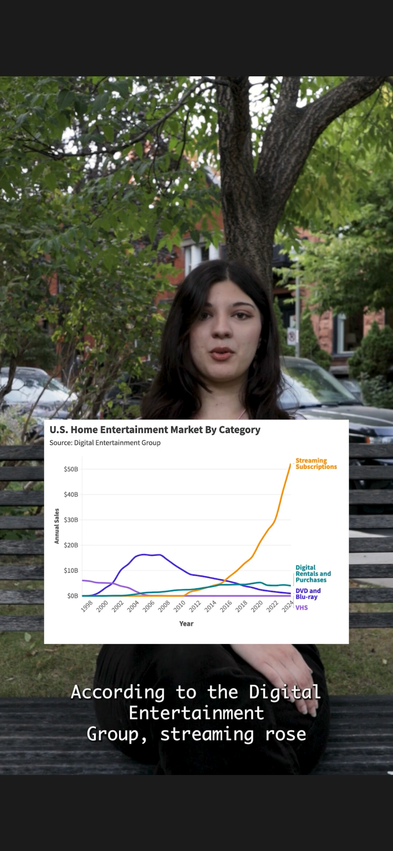 U.S. Home Entertainment Market By Category
Source: Digital Entertainment Group
Streaming
Subscriptions
$50B
$40B
$30B
$20B
$10B
$0B
Annual Sales
Digital
Rentals and
Purchases
DVD and
Blu-ray
VHS
1998
2000
2002
2004
2006
2008
2010
2012
2014
2016
2018
2020
2022
2024
Year
According to the Digital
Entertainment
Group, streaming rose